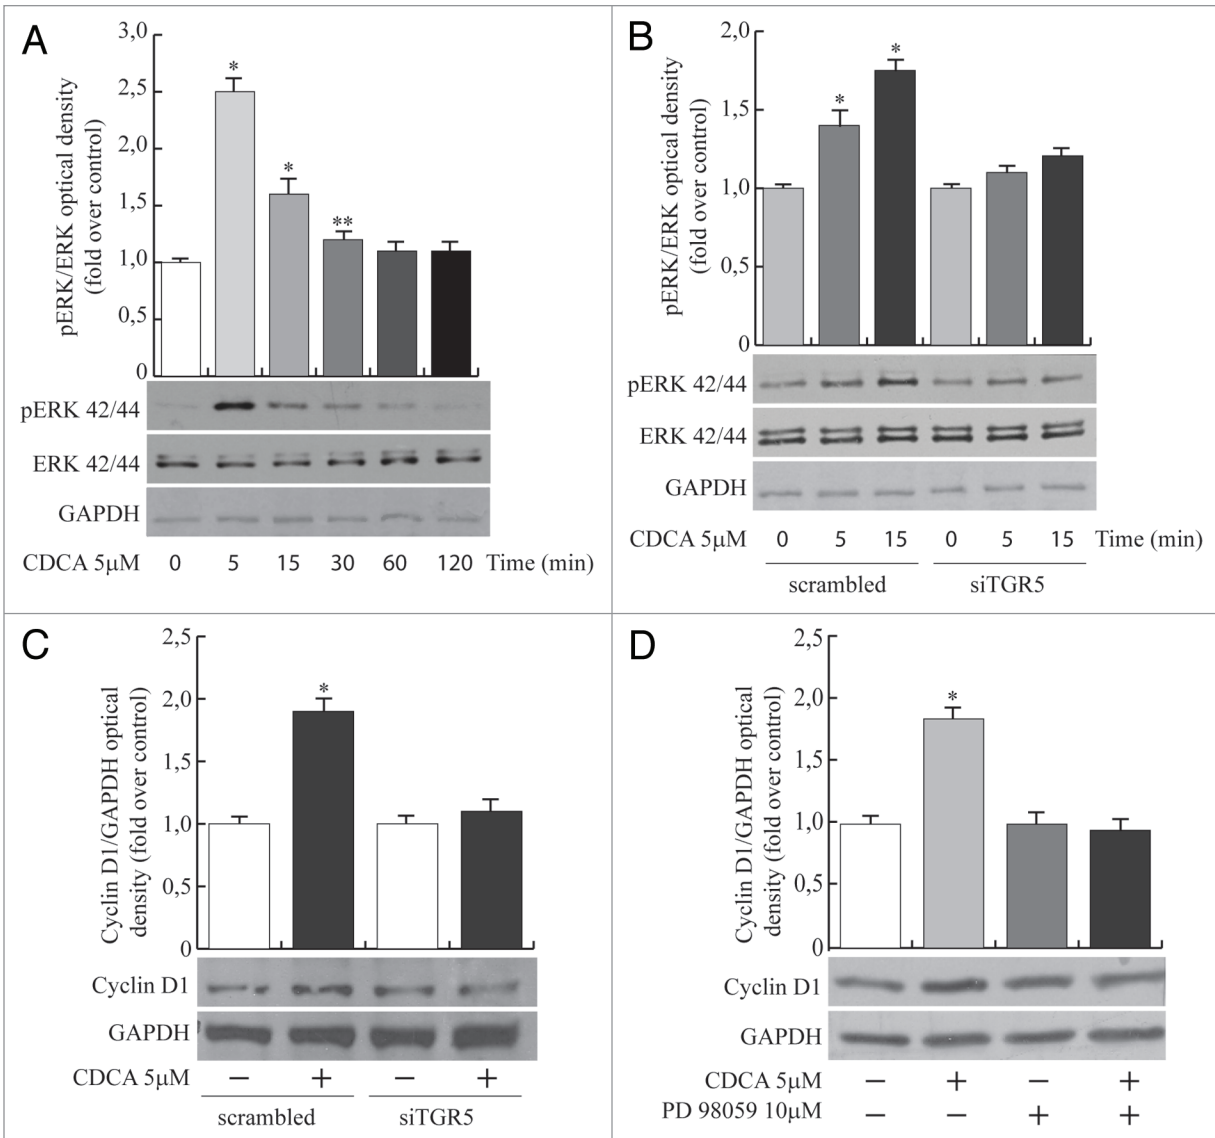 A
pERK/ERK optical density
(fold over control)
3,0
2,5
2,0
1,5
1,0
0,5
0
*
*
**
pERK 42/44
ERK 42/44
GAPDH
CDCA 5μM 0 5 15 30 60 120 Time (min)
B
pERK/ERK optical density
(fold over control)
2,0
1,5
1,0
0,5
0
*
*
pERK 42/44
ERK 42/44
GAPDH
CDCA 5μM 0 5 15 0 5 15 Time (min)
scrambled siTGR5
C
Cyclin D1/GAPDH optical
density (fold over control)
2,5
2,0
1,5
1,0
0,5
0
*
Cyclin D1
GAPDH
CDCA 5μM − + − +
scrambled siTGR5
D
Cyclin D1/GAPDH optical
density (fold over control)
2,5
2,0
1,5
1,0
0,5
0
*
Cyclin D1
GAPDH
CDCA 5μM − + − +
PD 98059 10μM − − + +